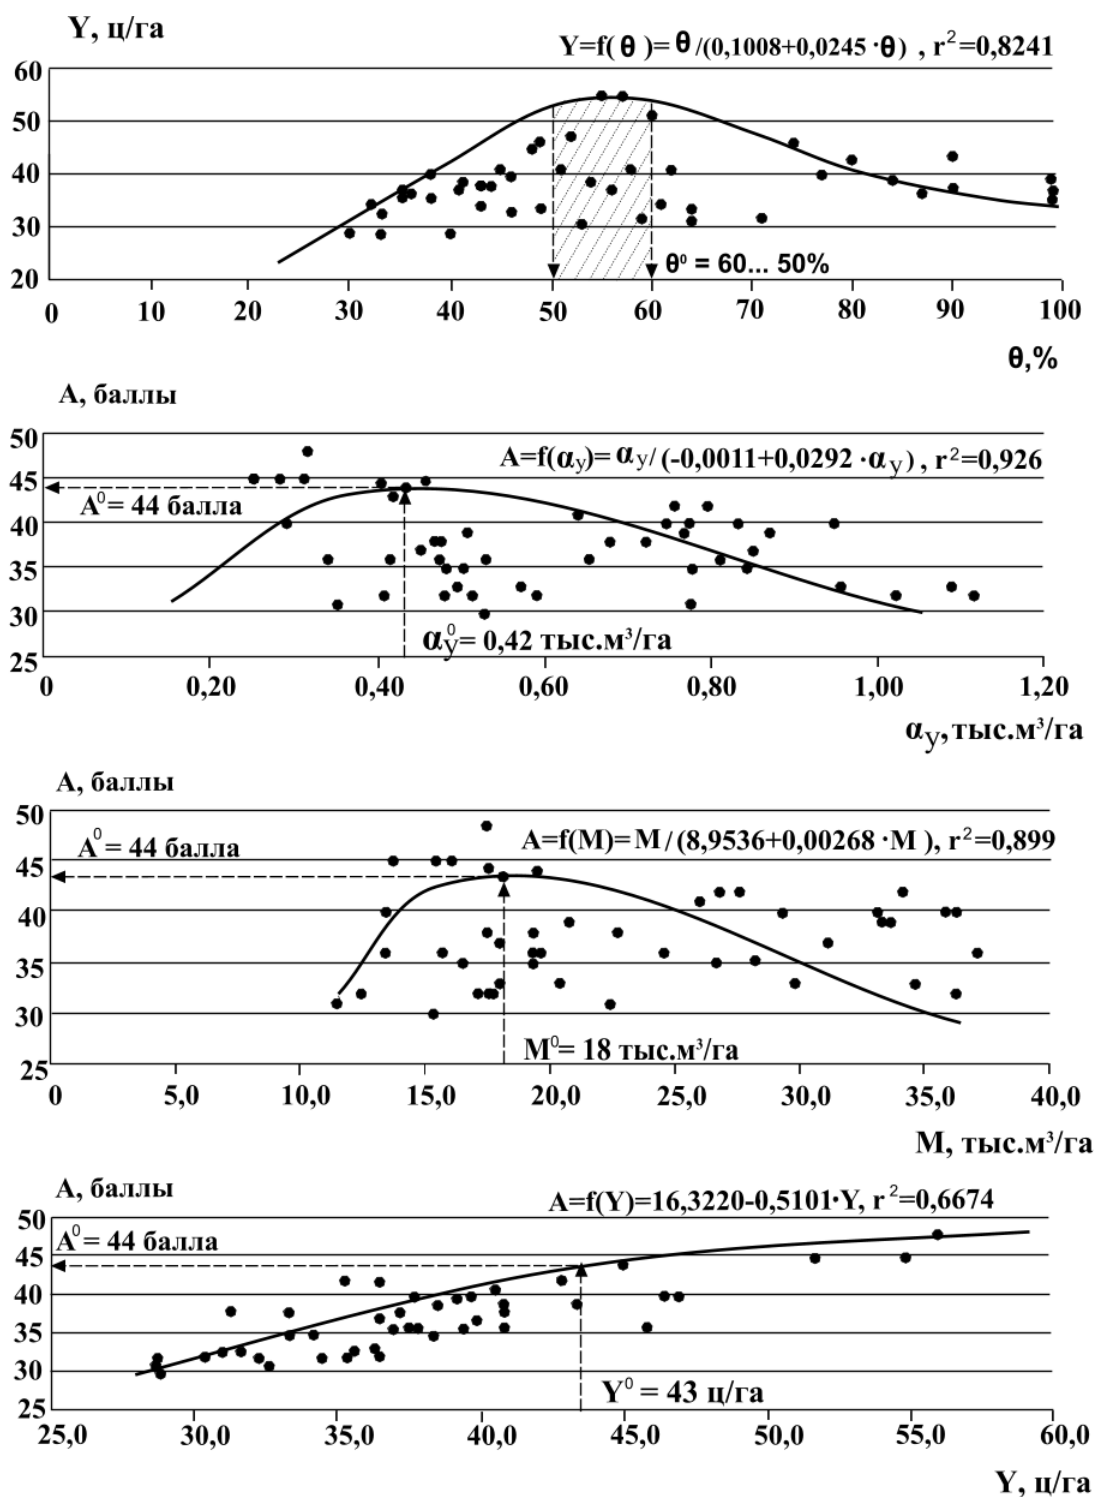 Y, ц/га
Y=f( θ )= θ /(0,1008+0,0245 ·θ) , r²=0,8241
60
50
40
30
20
θ⁰ = 60... 50%
0 10 20 30 40 50 60 70 80 90 100
θ,%
A, баллы
50
A=f(αy)= αy/ (-0,0011+0,0292 ·αy) , r²=0,926
45
A⁰= 44 балла
40
35
30
αy⁰= 0,42 тыс.м³/га
25
0 0,20 0,40 0,60 0,80 1,00 1,20
αy,тыс.м³/га
A, баллы
50
A=f(M)= M / (8,9536+0,00268 ·M ), r²=0,899
A⁰= 44 балла
45
40
35
30
M⁰= 18 тыс.м³/га
25
0 5,0 10,0 15,0 20,0 25,0 30,0 35,0 40,0
M, тыс.м³/га
A, баллы
A=f(Y)=16,3220-0,5101·Y, r²=0,6674
50
A⁰= 44 балла
45
40
35
30
Y⁰ = 43 ц/га
25
25,0 30,0 35,0 40,0 45,0 50,0 55,0 60,0
Y, ц/га